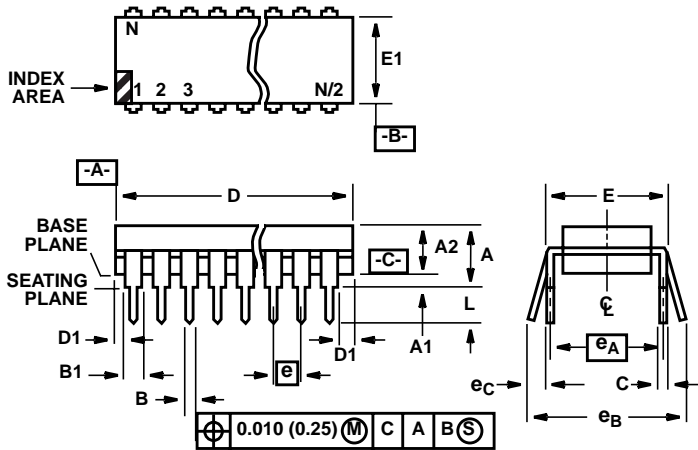 N
E1
INDEX
AREA
1 2 3 N/2
-B-
-A-
D
E
BASE
PLANE
A2
A
-C-
SEATING
PLANE
L
C
L
D1
A1
D1
eA
B1
e
eC
C
B
eB
0.010 (0.25) M C A B S